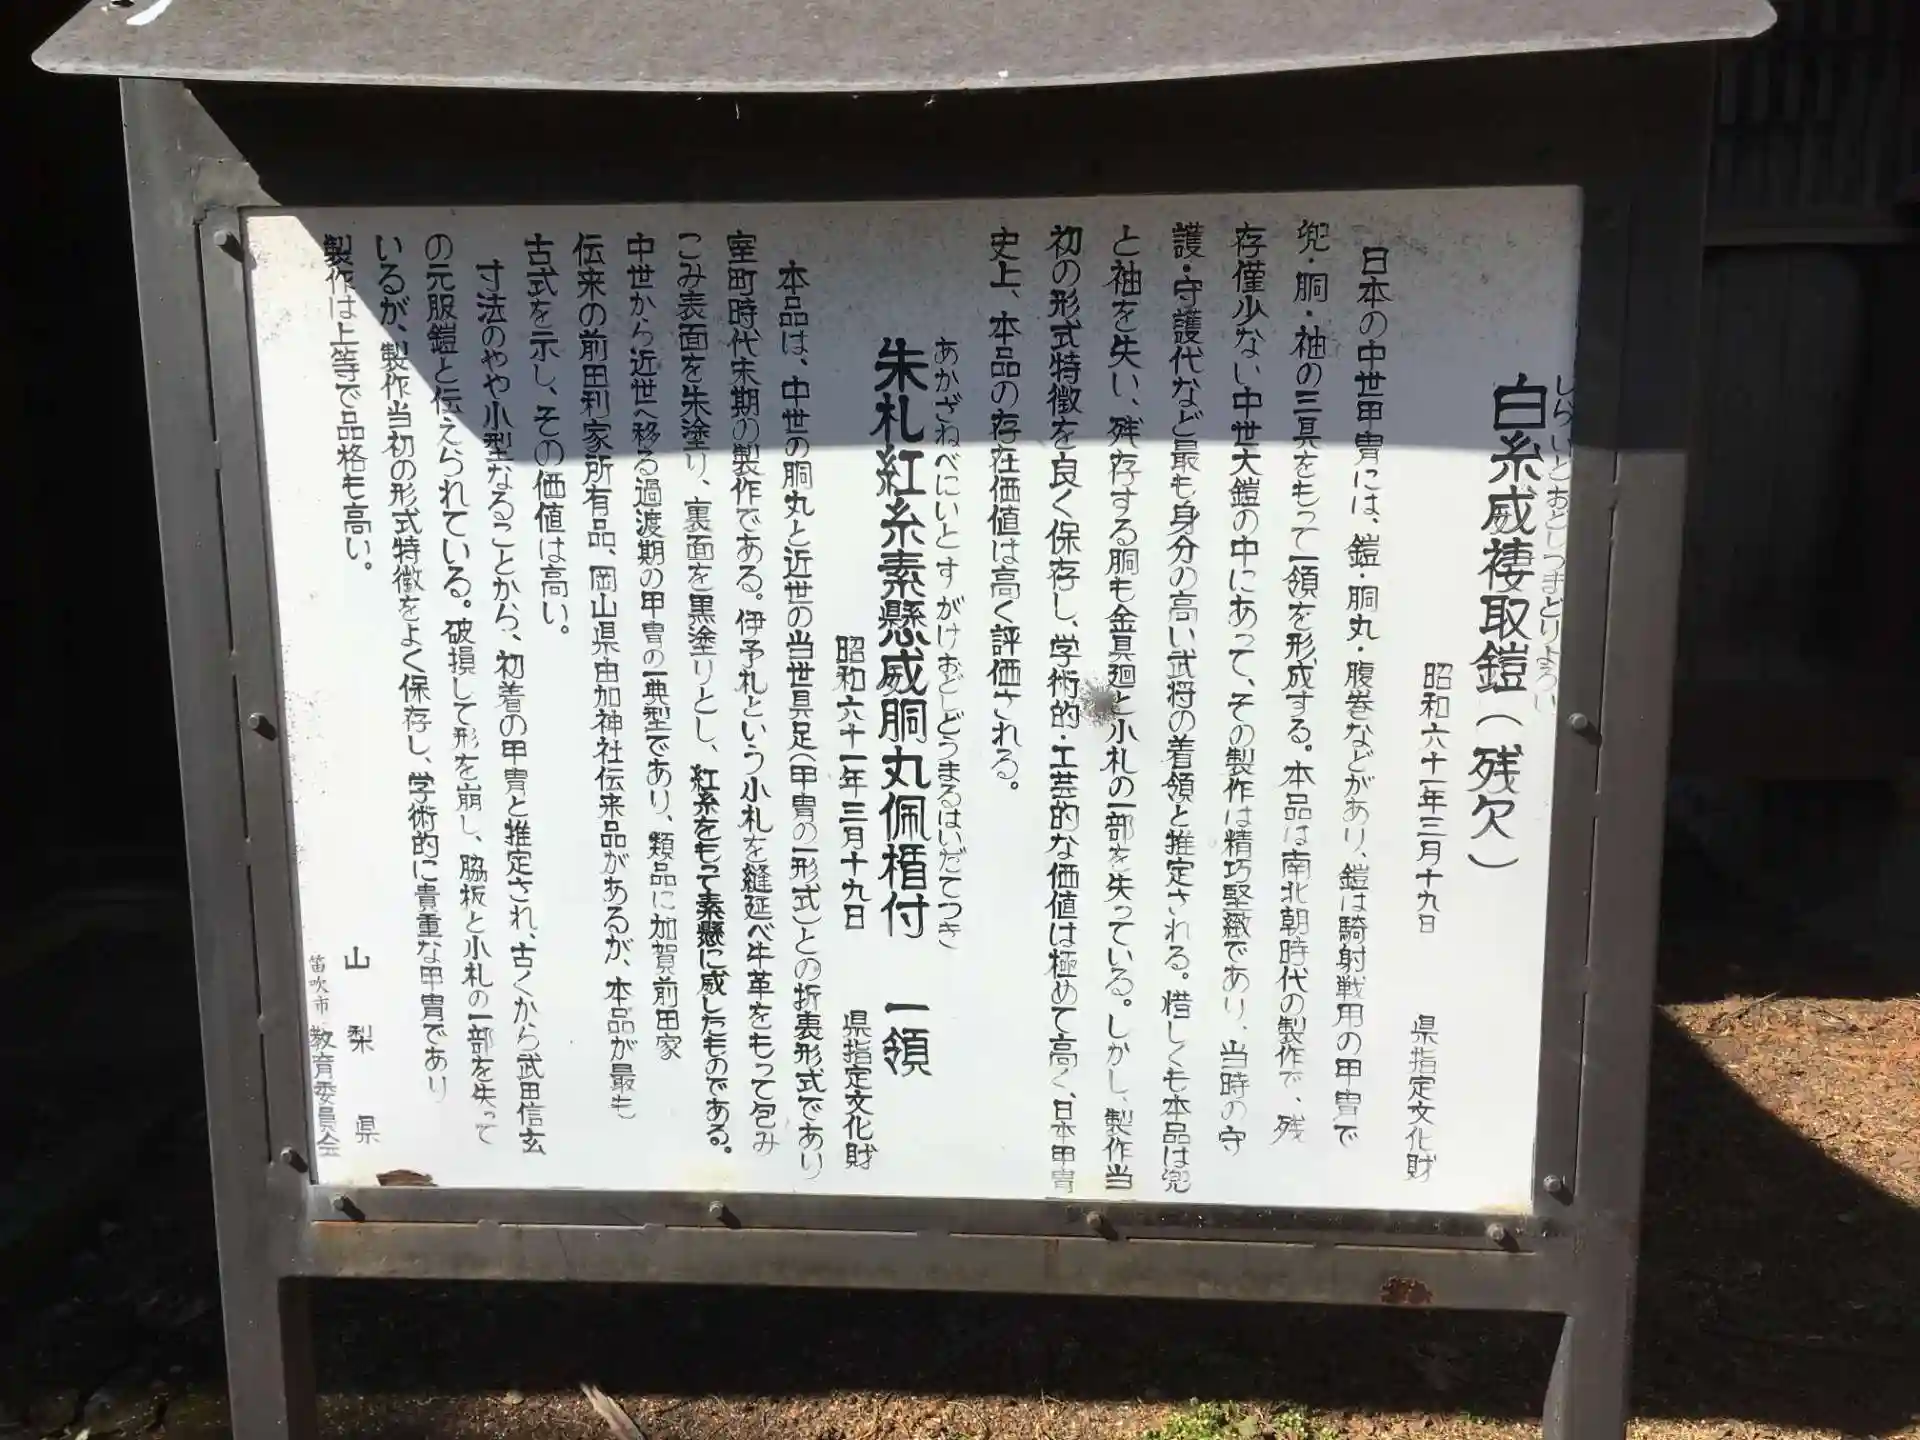 しらいとおどしつまどりよろい
白糸威褄取鎧(残欠)
昭和六十一年三月十九日 県指定文化財
日本の中世甲冑には、鎧・胴丸・腹巻などがあり、鎧は騎射戦用の甲冑で
兜・胴・袖の三具をもって一領を形成する。本品は南北朝時代の製作で、残
存僅少ない中世大鎧の中にあって、その製作は精巧堅緻であり、当時の守
護・守護代など最も身分の高い武将の着領と推定される。惜しくも本品は兜
と袖を失い、残存する胴も金具廻と小札の一部を失っている。しかし、製作当
初の形式特徴を良く保存し、学術的・工芸的な価値は極めて高く、日本甲冑
史上、本品の存在価値は高く評価される。
あかざねべにいとすがけおどしどうまるはいだてつき
朱札紅糸素懸威胴丸佩楯付 一領
昭和六十一年三月十九日 県指定文化財
本品は、中世の胴丸と近世の当世具足(甲冑の一形式)との折裏形式であり
室町時代末期の製作である。伊予札という小札を縫延べ牛革をもって包み
こみ表面を朱塗り、裏面を黒塗りとし、紅糸をもって素懸に威したものである。
中世から近世へ移る過渡期の甲冑の一典型であり、類品に加賀前田家
伝来の前田利家所有品、岡山県由加神社伝来品があるが、本品が最も
古式を示し、その価値は高い。
寸法のやや小型なることから、初着の甲冑と推定され、古くから武田信玄
の元服鎧と伝えられている。破損して形を崩し、脇板と小札の一部を失って
いるが、製作当初の形式特徴をよく保存し、学術的に貴重な甲冑であり
製作は上等で品格も高い。
山梨県
笛吹市教育委員会